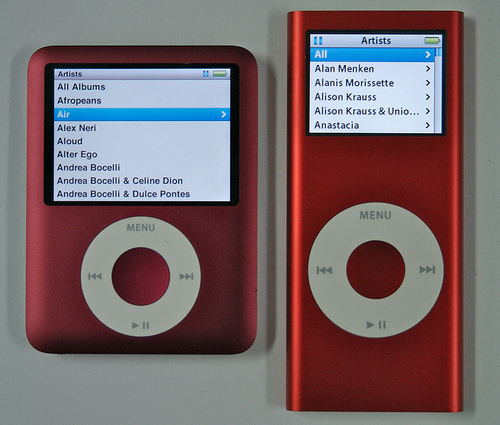 Artists
All Albums
Afropeans
Air
Alex Neri
Aloud
Alter Ego
Andrea Bocelli
Andrea Bocelli & Celine Dion
Andrea Bocelli & Dulce Pontes
MENU
Artists
All
Alan Menken
Alanis Morissette
Alison Krauss
Alison Krauss & Unio...
Anastacia
MENU